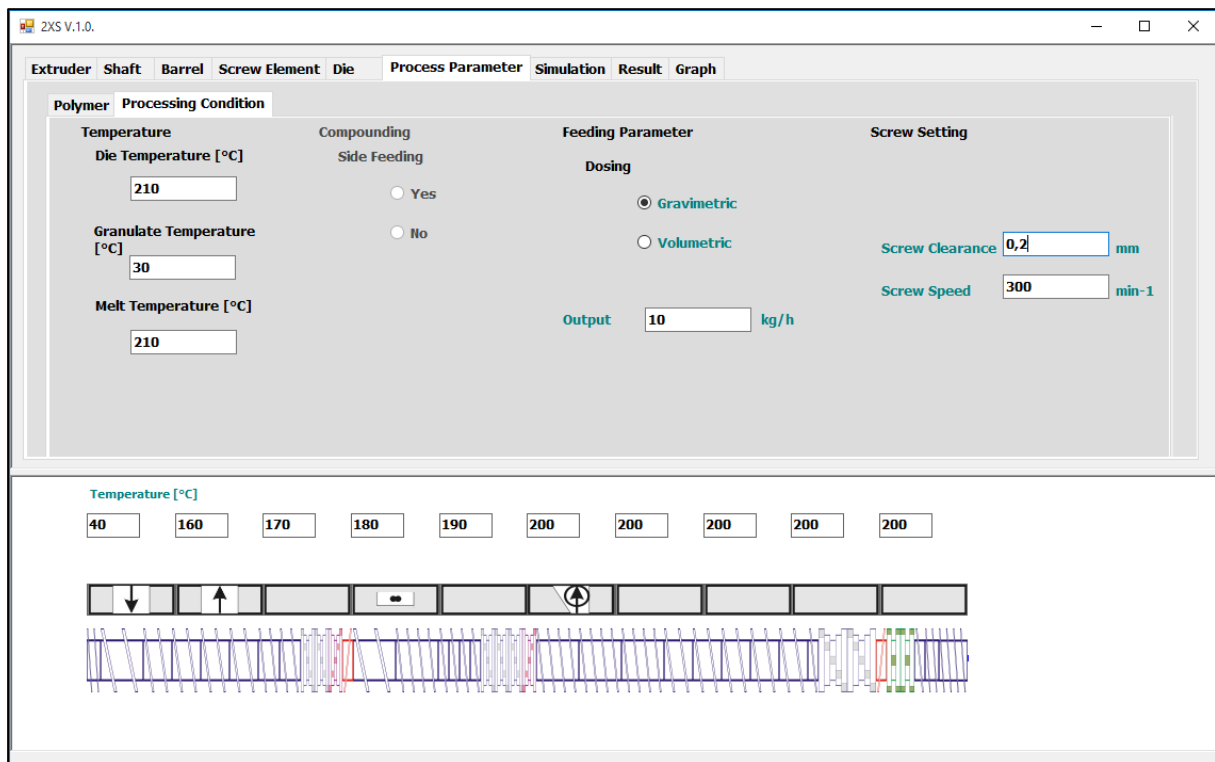 2XS V.1.0.
Extruder Shaft Barrel Screw Element Die Process Parameter Simulation Result Graph
Polymer Processing Condition
Temperature
Die Temperature [°C]
210
Granulate Temperature
[°C]
30
Melt Temperature [°C]
210
Compounding
Side Feeding
Yes
No
Feeding Parameter
Dosing
Gravimetric
Volumetric
Output 10 kg/h
Screw Setting
Screw Clearance 0,2 mm
Screw Speed 300 min-1
Temperature [°C]
40 160 170 180 190 200 200 200 200 200